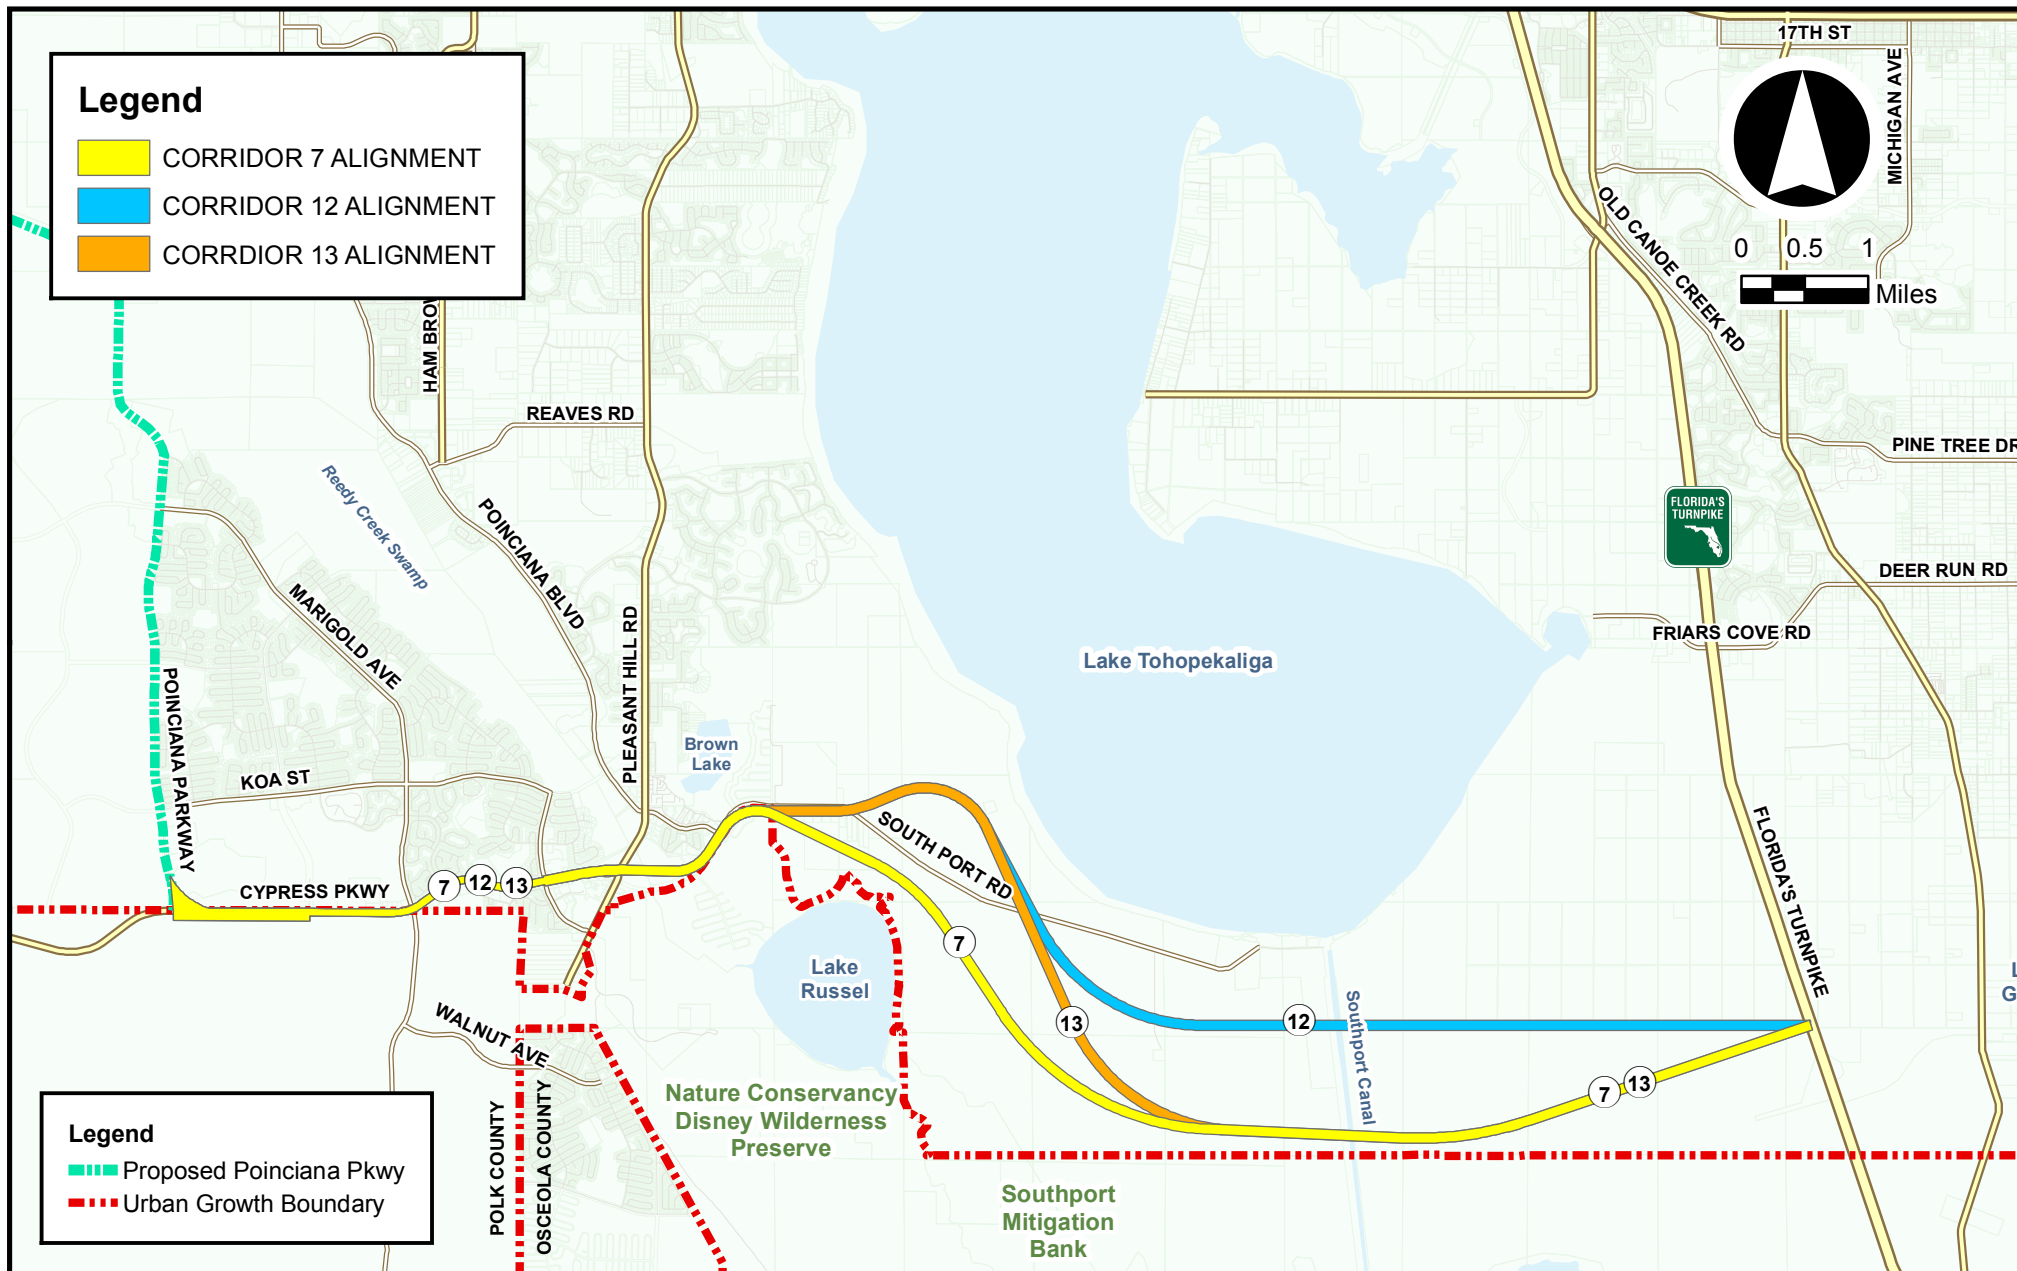 Legend
CORRIDOR 7 ALIGNMENT
CORRIDOR 12 ALIGNMENT
CORRDIOR 13 ALIGNMENT
17TH ST
MICHIGAN AVE
OLD CANOE CREEK RD
0 0.5 1
Miles
HAM BROW
REAVES RD
PINE TREE DR
Reedy Creek Swamp
POINCIANA BLVD
FLORIDA'S
TURNPIKE
DEER RUN RD
MARIGOLD AVE
PLEASANT HILL RD
FRIARS COVE RD
Lake Tohopekaliga
POINCIANA PARKWAY
Brown
Lake
KOA ST
SOUTH PORT RD
FLORIDA'S TURNPIKE
CYPRESS PKWY
7
12
13
7
Lake
Russel
13
12
Southport Canal
L
G
WALNUT AVE
7
13
Nature Conservancy
Disney Wilderness
Preserve
POLK COUNTY
OSCEOLA COUNTY
Southport
Mitigation
Bank
Legend
Proposed Poinciana Pkwy
Urban Growth Boundary